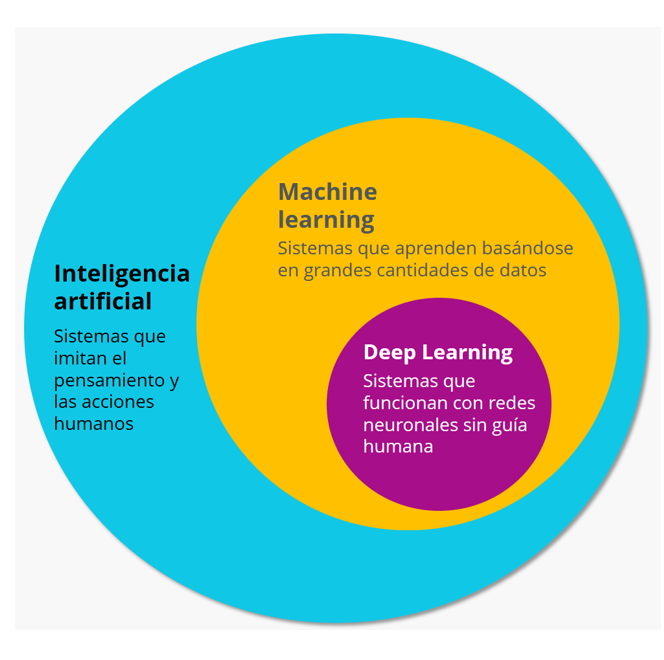 Machine
learning
Sistemas que aprenden basándose
en grandes cantidades de datos
Inteligencia
artificial
Sistemas que
imitan el
pensamiento y
las acciones
humanos
Deep Learning
Sistemas que
funcionan con redes
neuronales sin guía
humana